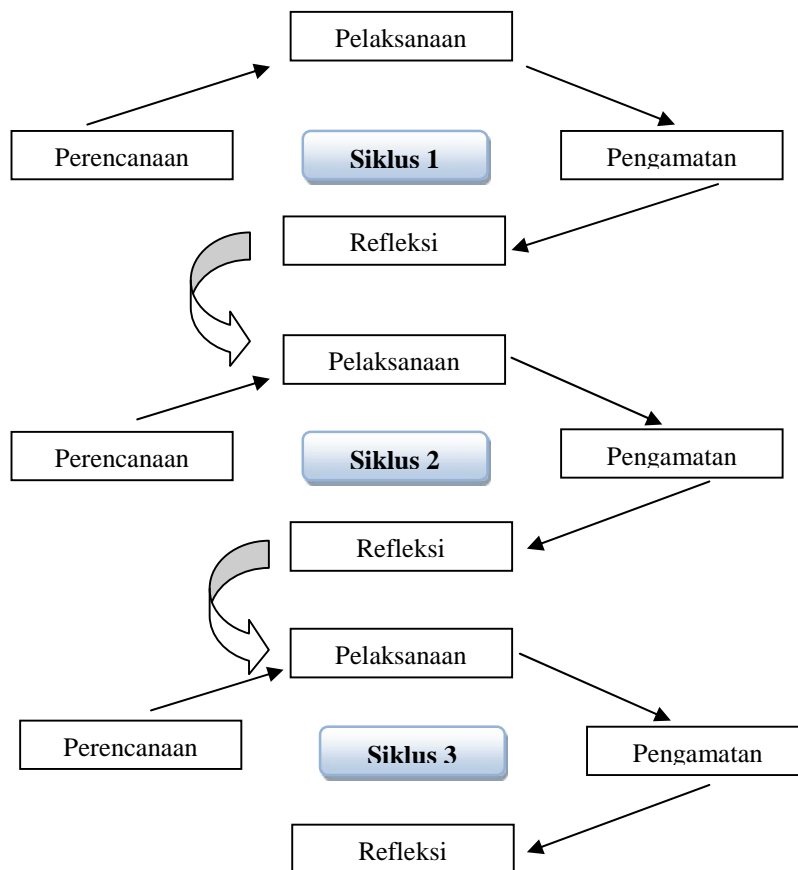 Pelaksanaan
Perencanaan
Siklus 1
Pengamatan
Refleksi
Pelaksanaan
Perencanaan
Siklus 2
Pengamatan
Refleksi
Pelaksanaan
Perencanaan
Siklus 3
Pengamatan
Refleksi